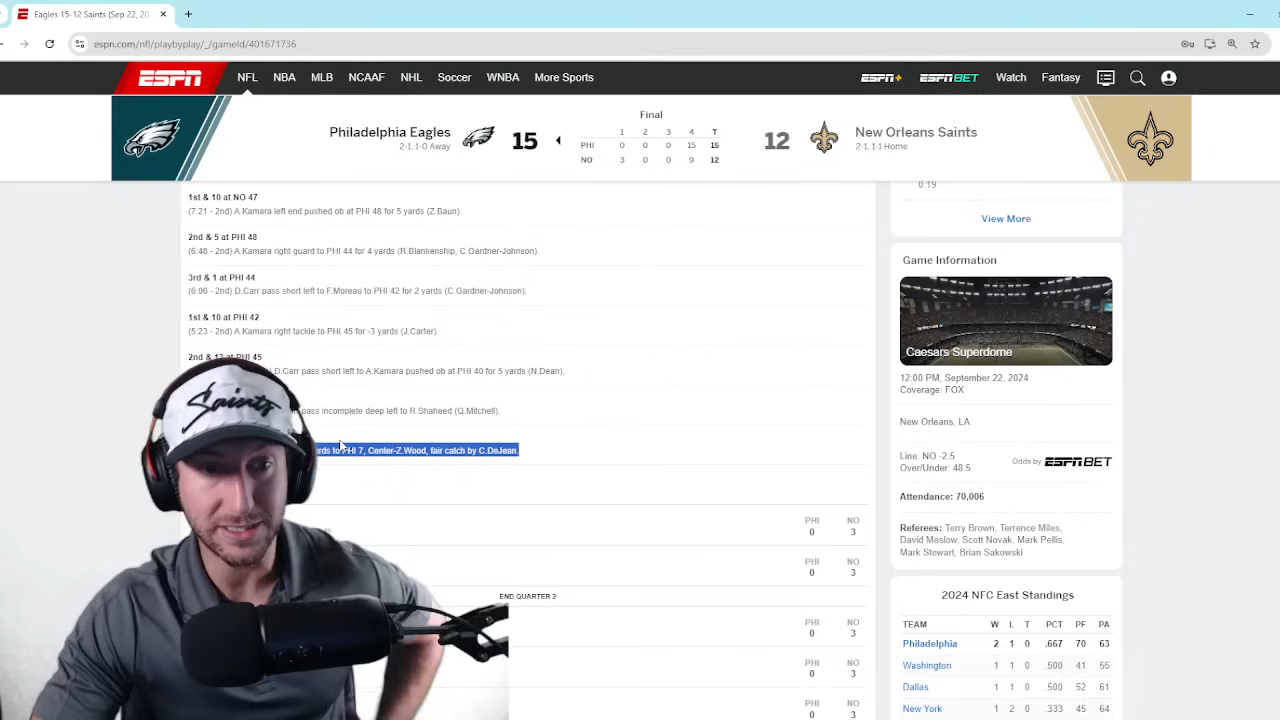 Eagles 15-12 Saints (Sep 22, 20
espn.com/nfl/playbyplay/_/gameId/401671736
ESPN
NFL
NBA
MLB
NCAAF
NHL
Soccer
WNBA
More Sports
ESPN+
ESPN BET
Watch
Fantasy
Final
Philadelphia Eagles
2-1, 1-0 Away
15
1 2 3 4 T
PHI 0 0 0 15 15
NO 3 0 0 9 12
12
New Orleans Saints
2-1, 1-1 Home
1st & 10 at NO 47
(7:21 - 2nd) A.Kamara left end pushed ob at PHI 48 for 5 yards (Z.Baun).
2nd & 5 at PHI 48
(6:48 - 2nd) A.Kamara right guard to PHI 44 for 4 yards (R.Blankenship, C.Gardner-Johnson).
3rd & 1 at PHI 44
(6:06 - 2nd) D.Carr pass short left to F.Moreau to PHI 42 for 2 yards (C.Gardner-Johnson).
1st & 10 at PHI 42
(5:23 - 2nd) A.Kamara right tackle to PHI 45 for -3 yards (J.Carter).
2nd & 13 at PHI 45
D.Carr pass short left to A.Kamara pushed ob at PHI 40 for 5 yards (N.Dean).
pass incomplete deep left to R.Shaheed (Q.Mitchell).
to PHI 7, Center-Z.Wood, fair catch by C.DeJean.
PHI NO
0 3
PHI NO
0 3
END QUARTER 2
PHI NO
0 3
PHI NO
0 3
PHI NO
0 3
Saints
0:19
View More
Game Information
Caesars Superdome
12:00 PM, September 22, 2024
Coverage: FOX
New Orleans, LA
Line: NO -2.5
Over/Under: 48.5
Odds by ESPN BET
Attendance: 70,006
Referees: Terry Brown, Terrence Miles,
David Meslow, Scott Novak, Mark Pellis,
Mark Stewart, Brian Sakowski
2024 NFC East Standings
TEAM W L T PCT PF PA
Philadelphia 2 1 0 .667 70 63
Washington 1 1 0 .500 41 55
Dallas 1 1 0 .500 52 61
New York 1 2 0 .333 45 64